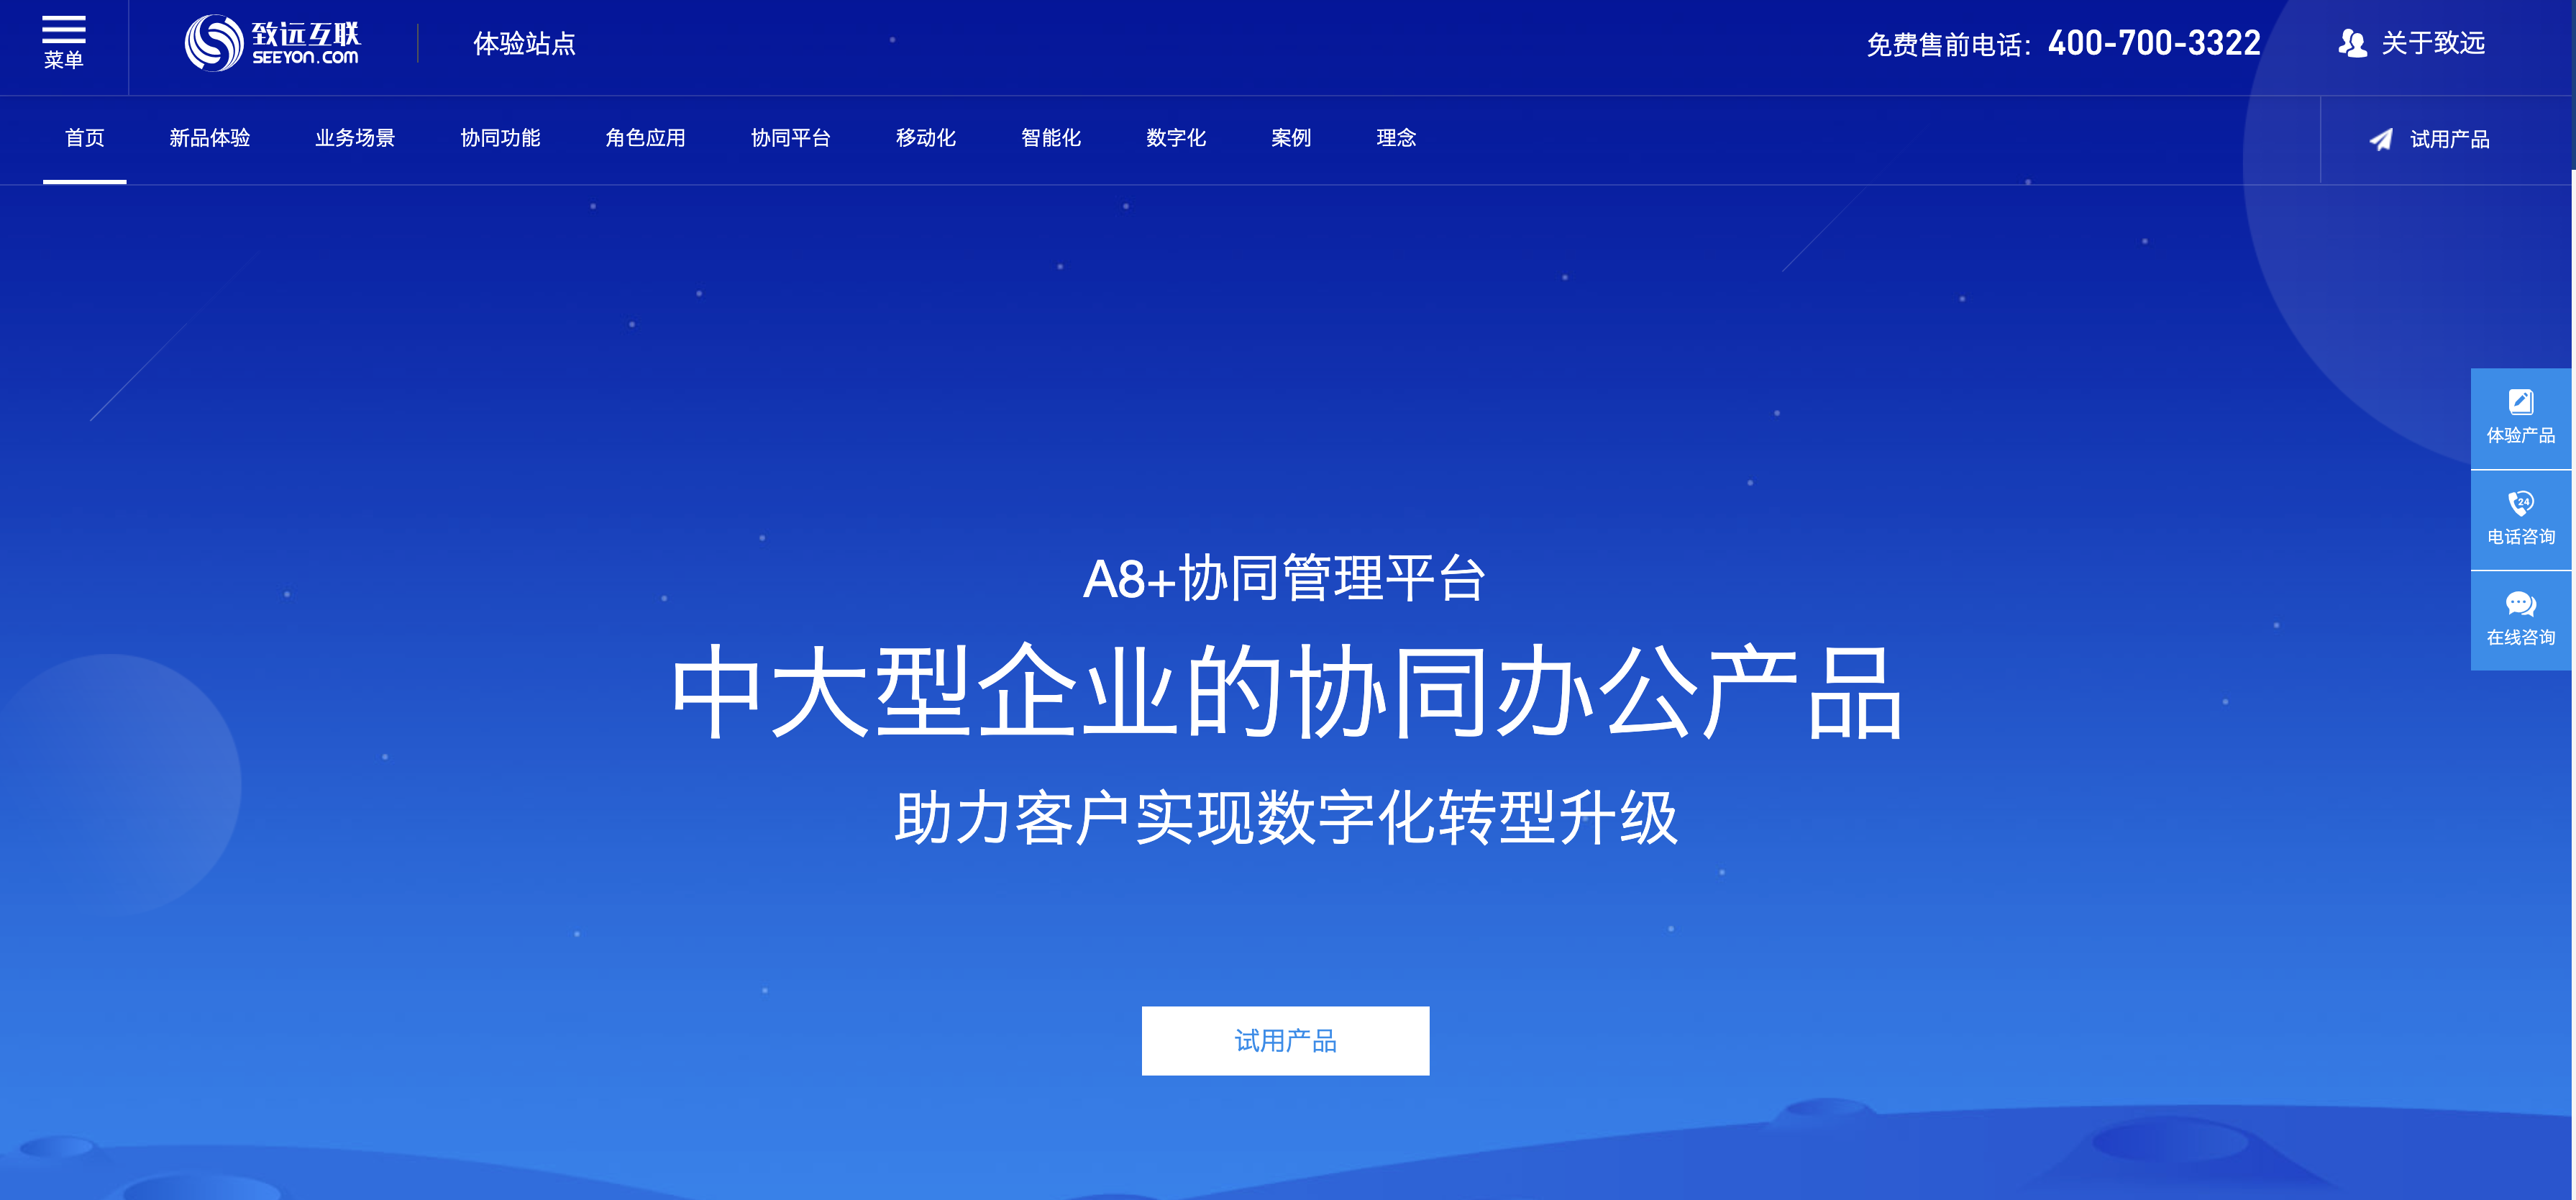 菜单
致远互联
SEEYON.COM
体验站点
免费售前电话：400-700-3322
关于致远
首页 新品体验 业务场景 协同功能 角色应用 协同平台 移动化 智能化 数字化 案例 理念
试用产品
体验产品
24
电话咨询
在线咨询
A8+协同管理平台
中大型企业的协同办公产品
助力客户实现数字化转型升级
试用产品